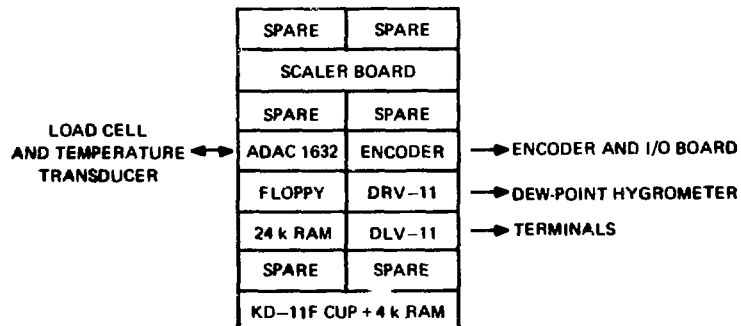 SPARE SPARE
SCALER BOARD
SPARE SPARE
LOAD CELL
AND TEMPERATURE
TRANSDUCER
ADAC 1632 ENCODER
ENCODER AND I/O BOARD
FLOPPY DRV-11
DEW-POINT HYGROMETER
24 k RAM DLV-11
TERMINALS
SPARE SPARE
KD-11F CUP + 4 k RAM